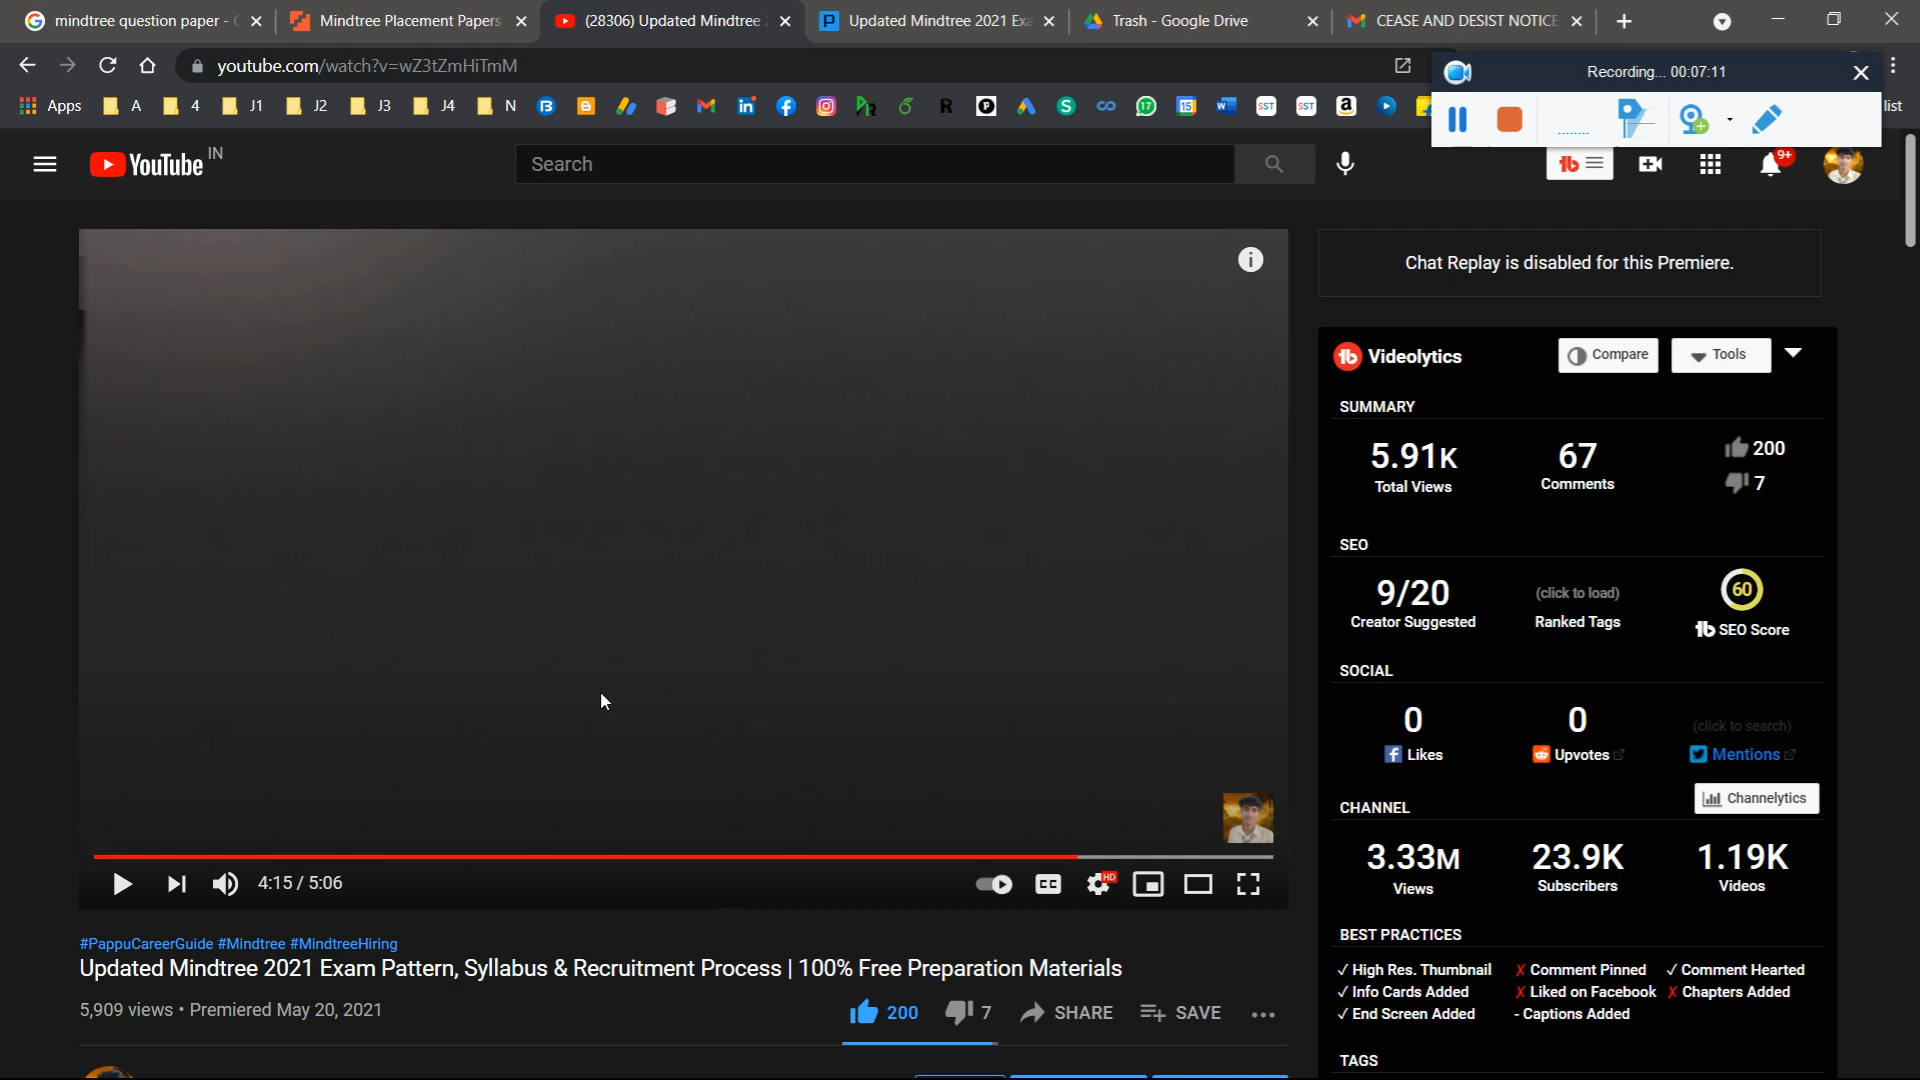 mindtree question paper -
Mindtree Placement Papers
(28306) Updated Mindtree
Updated Mindtree 2021 Exa
Trash - Google Drive
CEASE AND DESIST NOTICE
youtube.com/watch?v=wZ3tZmHiTmM
Recording... 00:07:11
Apps A 4 J1 J2 J3 J4 N list
YouTube IN
Search
9+
Chat Replay is disabled for this Premiere.
Videolytics
Compare
Tools
SUMMARY
5.91K 67 200
Total Views Comments 7
SEO
9/20 (click to load) 60
Creator Suggested Ranked Tags SEO Score
SOCIAL
0 0 (click to search)
Likes Upvotes Mentions
CHANNEL Channelytics
3.33M 23.9K 1.19K
Views Subscribers Videos
BEST PRACTICES
✓ High Res. Thumbnail ✗ Comment Pinned ✓ Comment Hearted
✓ Info Cards Added ✗ Liked on Facebook ✗ Chapters Added
✓ End Screen Added - Captions Added
TAGS
4:15 / 5:06
CC HD
#PappuCareerGuide #Mindtree #MindtreeHiring
Updated Mindtree 2021 Exam Pattern, Syllabus & Recruitment Process | 100% Free Preparation Materials
5,909 views • Premiered May 20, 2021
200 7 SHARE SAVE ...